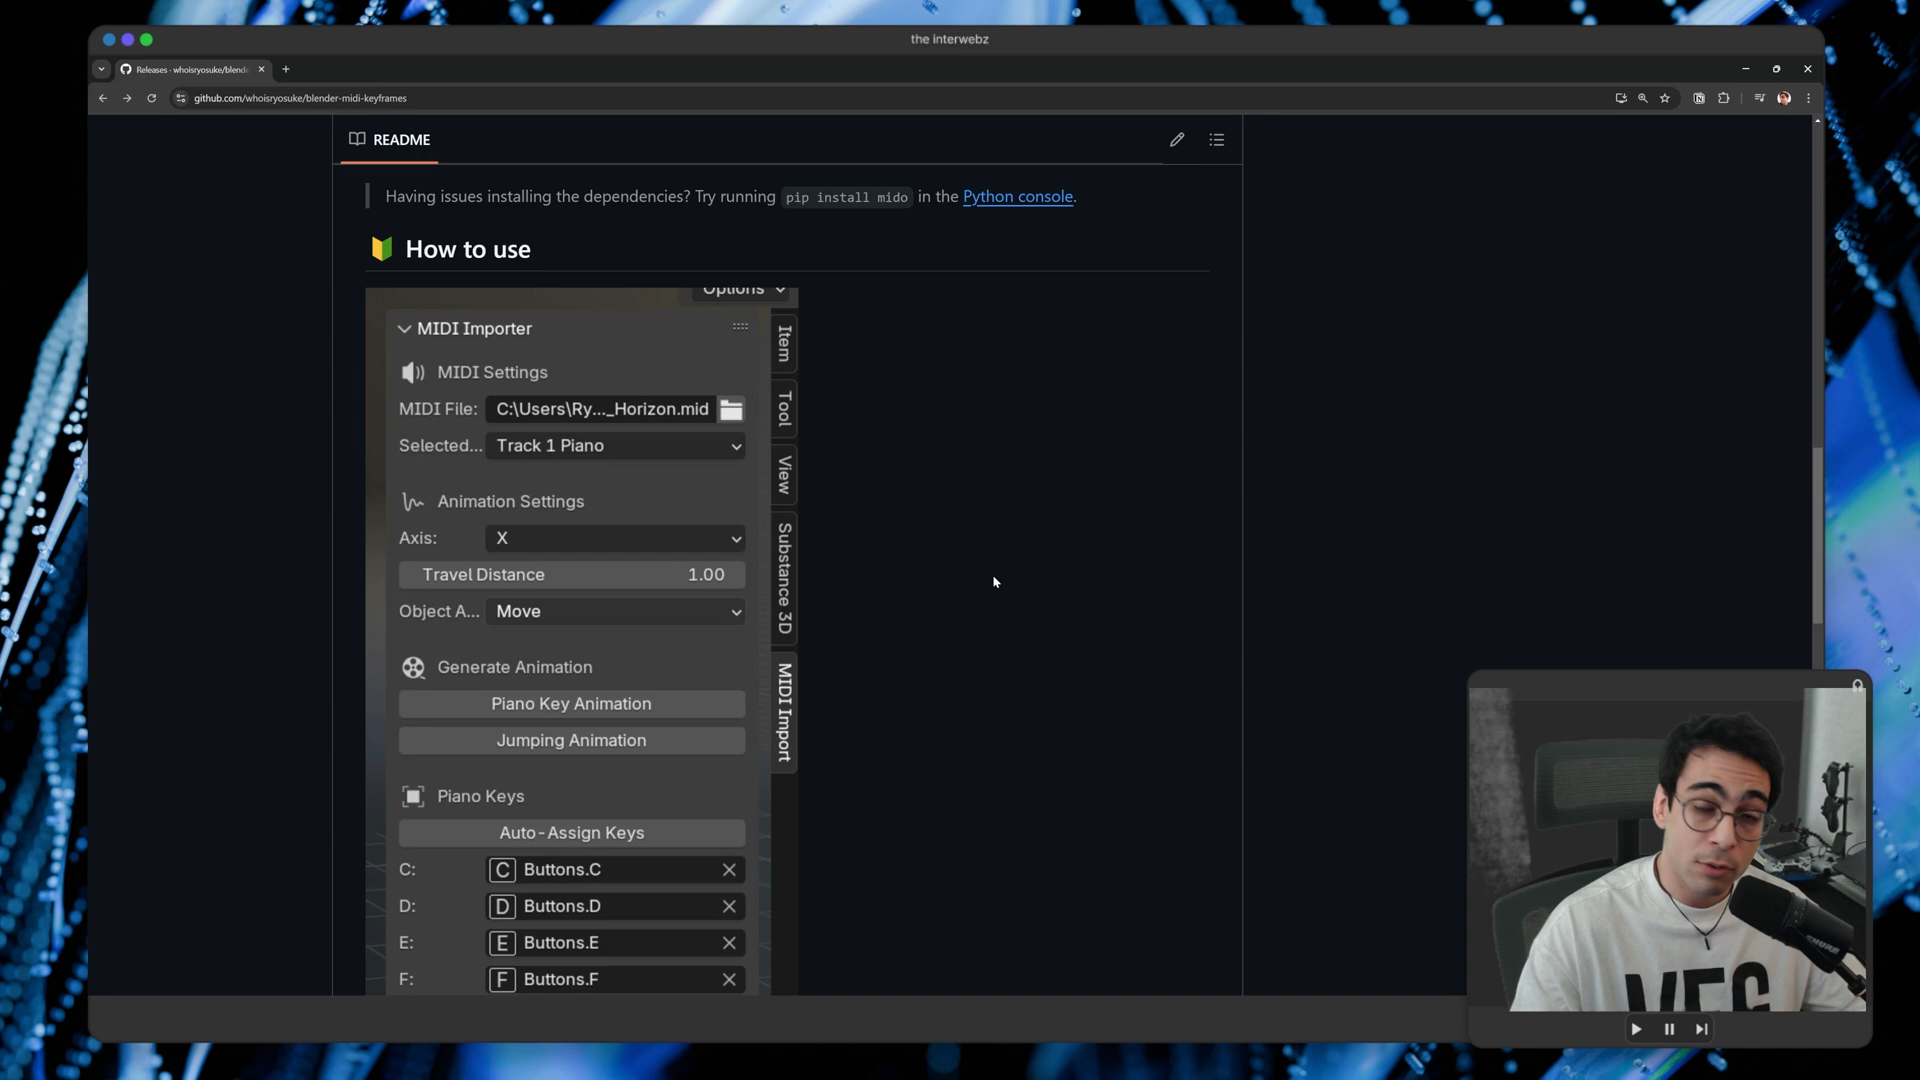 the interwebz
Releases · whoisryosuke/blende
github.com/whoisryosuke/blender-midi-keyframes
README
Having issues installing the dependencies? Try running pip install mido in the Python console.
How to use
Options
MIDI Importer
MIDI Settings
MIDI File: C:\Users\Ry..._Horizon.mid
Selected... Track 1 Piano
Animation Settings
Axis: X
Travel Distance 1.00
Object A... Move
Generate Animation
Piano Key Animation
Jumping Animation
Piano Keys
Auto-Assign Keys
C: C Buttons.C
D: D Buttons.D
E: E Buttons.E
F: F Buttons.F
Item
Tool
View
Substance 3D
MIDI Import
SHURE